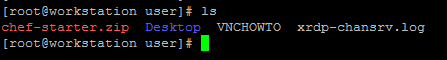 [root@workstation user]# ls
chef-starter.zip Desktop VNCHOWTO xrdp-chansrv.log
[root@workstation user]#